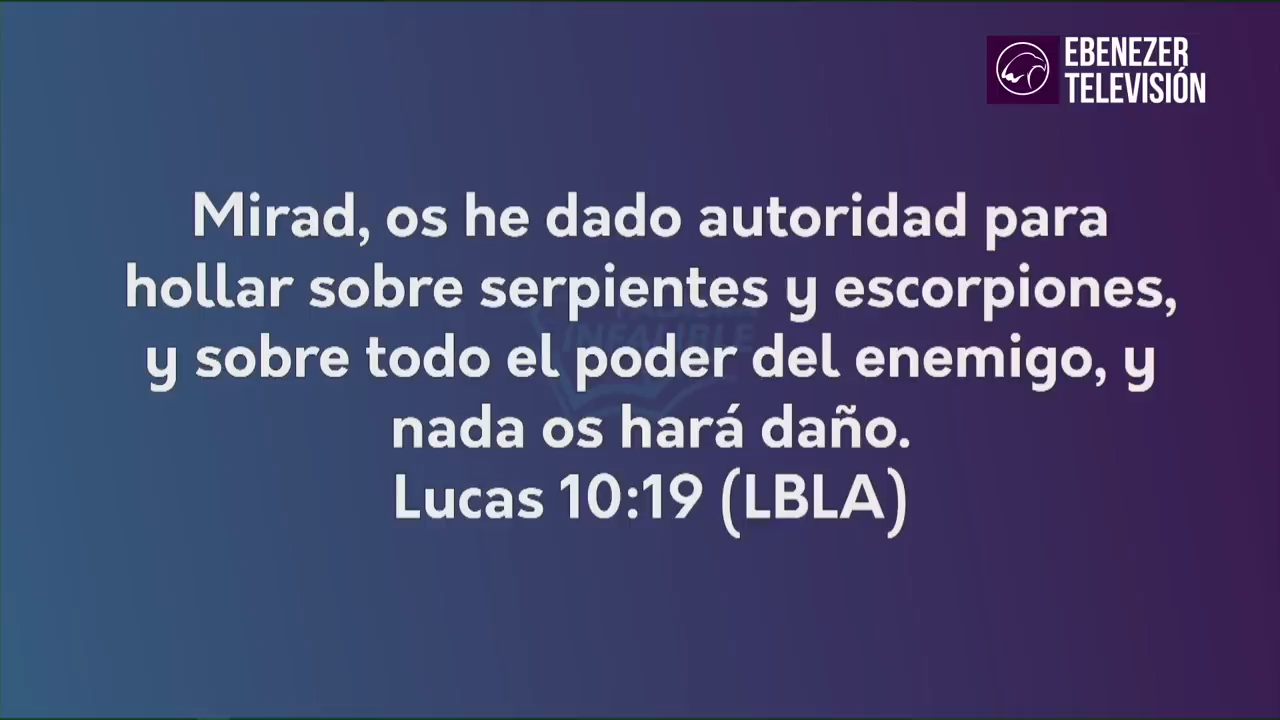 EBENEZER
TELEVISIÓN
Mirad, os he dado autoridad para
hollar sobre serpientes y escorpiones,
y sobre todo el poder del enemigo, y
nada os hará daño.
Lucas 10:19 (LBLA)
INFALIBLE